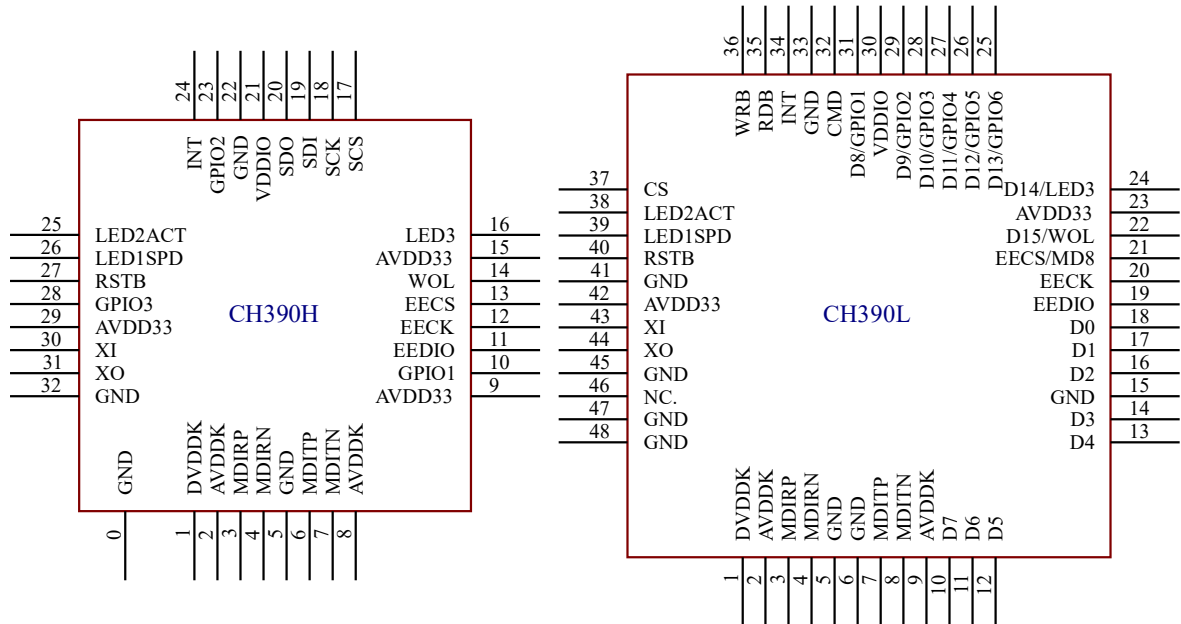 24 23 22 21 20 19 18 17
INT GPIO2 GND VDDIO SDO SDI SCK SCS
25 LED2ACT LED3 16
26 LED1SPD AVDD33 15
27 RSTB WOL 14
28 GPIO3 EECS 13
CH390H
29 AVDD33 EECK 12
30 XI EEDIO 11
31 XO GPIO1 10
32 GND AVDD33 9
GND DVDDK AVDDK MDIRP MDIRN GND MDITP MDITN AVDDK
0 1 2 3 4 5 6 7 8
36 35 34 33 32 31 30 29 28 27 26 25
WRB RDB INT GND CMD D8/GPIO1 VDDIO D9/GPIO2 D10/GPIO3 D11/GPIO4 D12/GPIO5 D13/GPIO6
37 CS D14/LED3 24
38 LED2ACT AVDD33 23
39 LED1SPD D15/WOL 22
40 RSTB EECS/MD8 21
41 GND EECK 20
42 AVDD33 EEDIO 19
CH390L
43 XI D0 18
44 XO D1 17
45 GND D2 16
46 NC. GND 15
47 GND D3 14
48 GND D4 13
DVDDK AVDDK MDIRP MDIRN GND GND MDITP MDITN AVDDK D7 D6 D5
1 2 3 4 5 6 7 8 9 10 11 12